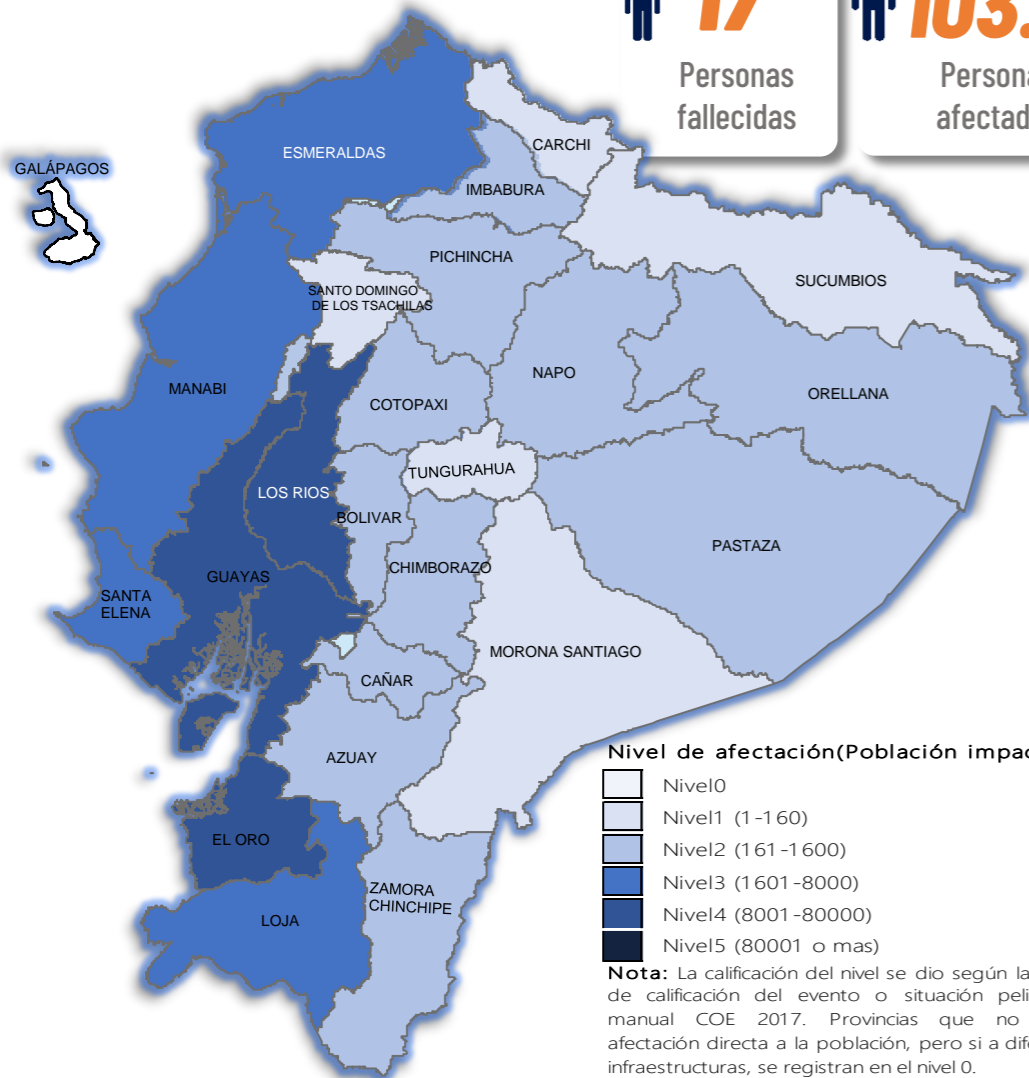 17
103.
Personas
fallecidas
Persona
afectad
GALÁPAGOS
ESMERALDAS
CARCHI
IMBABURA
PICHINCHA
SUCUMBIOS
SANTO DOMINGO
DE LOS TSACHILAS
MANABI
COTOPAXI
NAPO
ORELLANA
TUNGURAHUA
LOS RIOS
BOLIVAR
PASTAZA
CHIMBORAZO
GUAYAS
SANTA
ELENA
MORONA SANTIAGO
CAÑAR
AZUAY
EL ORO
ZAMORA
CHINCHIPE
LOJA
Nivel de afectación(Población impac
Nivel0
Nivel1 (1-160)
Nivel2 (161-1600)
Nivel3 (1601-8000)
Nivel4 (8001-80000)
Nivel5 (80001 o mas)
Nota: La calificación del nivel se dio según la
de calificación del evento o situación peli
manual COE 2017. Provincias que no
afectación directa a la población, pero si a dife
infraestructuras, se registran en el nivel 0.